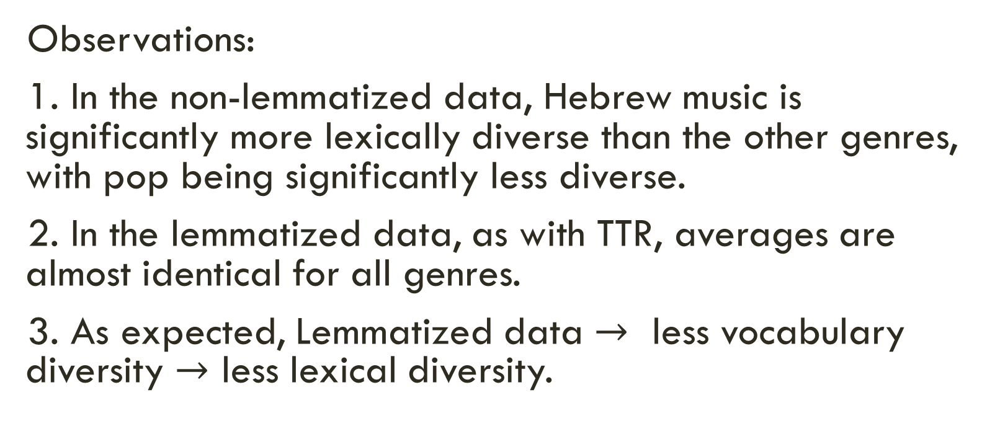 Observations:
1. In the non-lemmatized data, Hebrew music is
significantly more lexically diverse than the other genres,
with pop being significantly less diverse.
2. In the lemmatized data, as with TTR, averages are
almost identical for all genres.
3. As expected, Lemmatized data → less vocabulary
diversity → less lexical diversity.